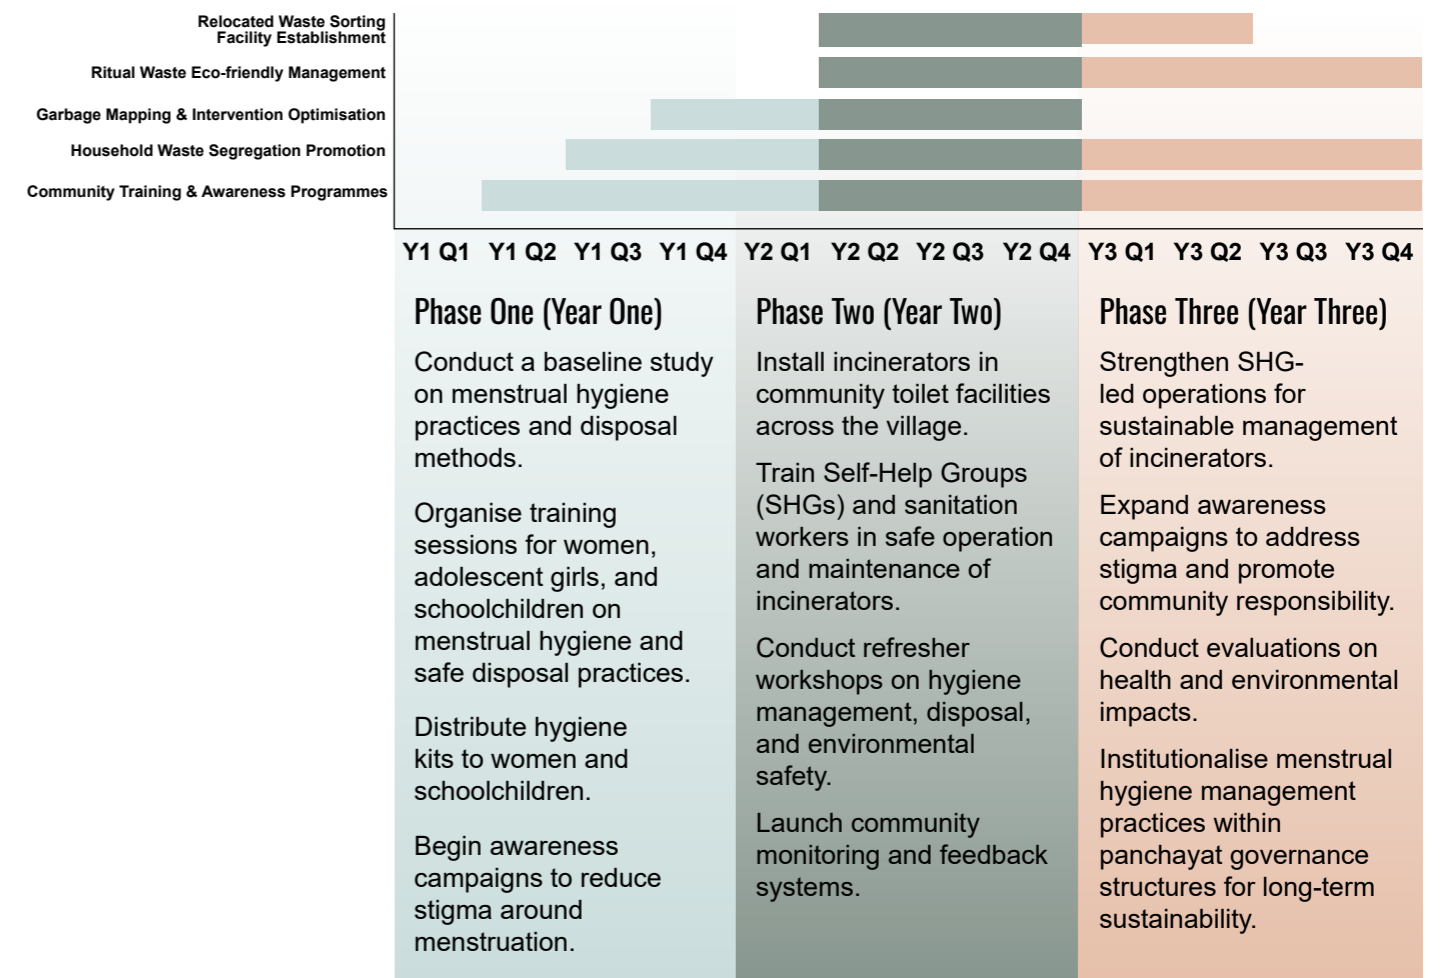 Relocated Waste Sorting
Facility Establishment
Ritual Waste Eco-friendly Management
Garbage Mapping & Intervention Optimisation
Household Waste Segregation Promotion
Community Training & Awareness Programmes
Y1 Q1 Y1 Q2 Y1 Q3 Y1 Q4 Y2 Q1 Y2 Q2 Y2 Q3 Y2 Q4 Y3 Q1 Y3 Q2 Y3 Q3 Y3 Q4
Phase One (Year One)
Conduct a baseline study
on menstrual hygiene
practices and disposal
methods.
Organise training
sessions for women,
adolescent girls, and
schoolchildren on
menstrual hygiene and
safe disposal practices.
Distribute hygiene
kits to women and
schoolchildren.
Begin awareness
campaigns to reduce
stigma around
menstruation.
Phase Two (Year Two)
Install incinerators in
community toilet facilities
across the village.
Train Self-Help Groups
(SHGs) and sanitation
workers in safe operation
and maintenance of
incinerators.
Conduct refresher
workshops on hygiene
management, disposal,
and environmental
safety.
Launch community
monitoring and feedback
systems.
Phase Three (Year Three)
Strengthen SHG-
led operations for
sustainable management
of incinerators.
Expand awareness
campaigns to address
stigma and promote
community responsibility.
Conduct evaluations on
health and environmental
impacts.
Institutionalise menstrual
hygiene management
practices within
panchayat governance
structures for long-term
sustainability.